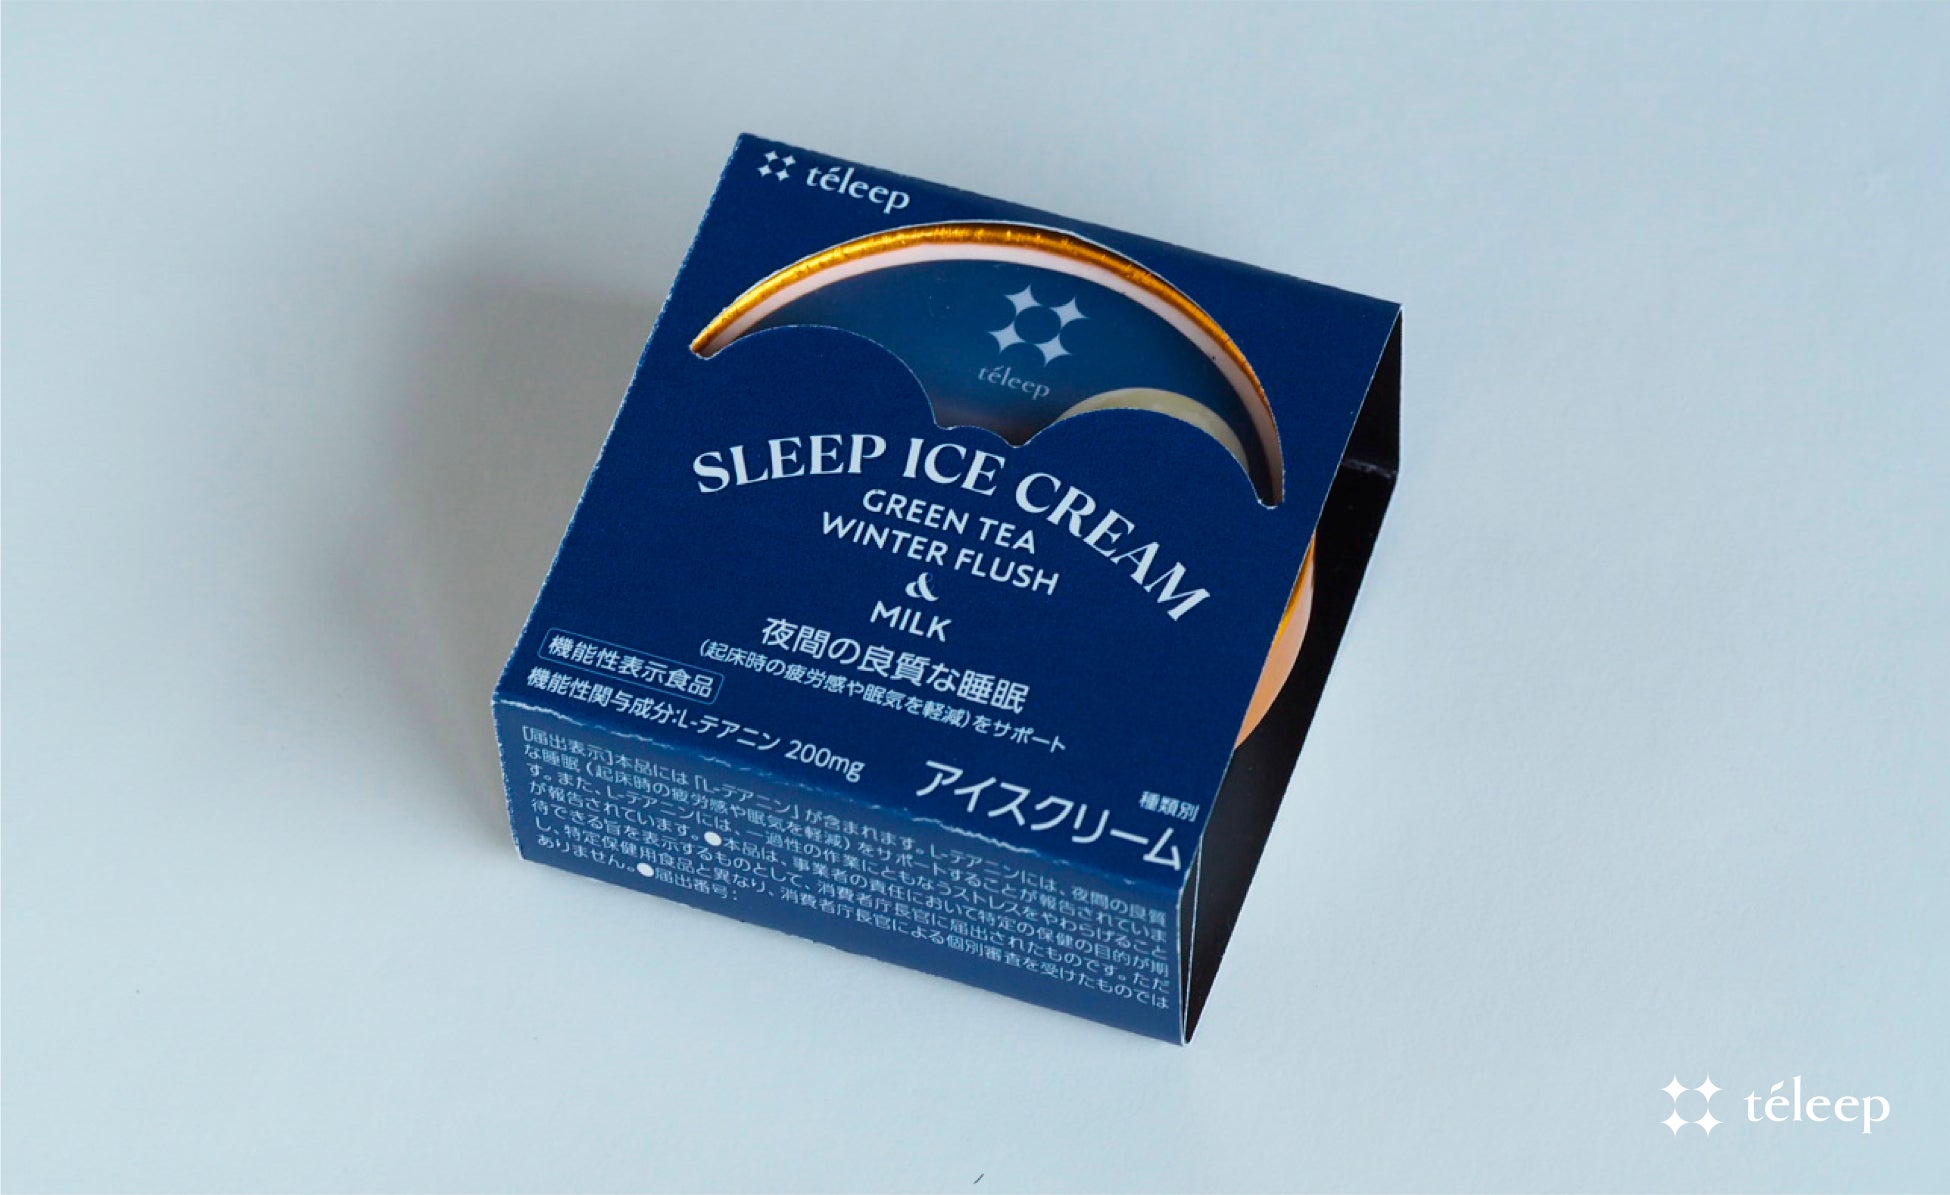 téleep
téleep
SLEEP ICE CREAM
GREEN TEA
WINTER FLUSH
&
MILK
夜間の良質な睡眠
(起床時の疲労感や眠気を軽減)をサポート
機能性表示食品
機能性関与成分:L-テアニン 200mg
種類別
アイスクリーム
[届出表示]本品には「L-テアニン」が含まれます。L-テアニンには、夜間の良質
な睡眠(起床時の疲労感や眠気を軽減)をサポートすることが報告されていま
す。また、L-テアニンには、一過性の作業にともなうストレスをやわらげること
が報告されています。●本品は、事業者の責任において特定の保健の目的が期
待できる旨を表示するものとして、消費者庁長官に届出されたものです。ただ
し、特定保健用食品と異なり、消費者庁長官による個別審査を受けたものでは
ありません。●届出番号:
téleep